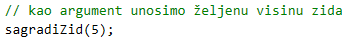 // kao argument unosimo željenu visinu zida
sagradiZid(5);